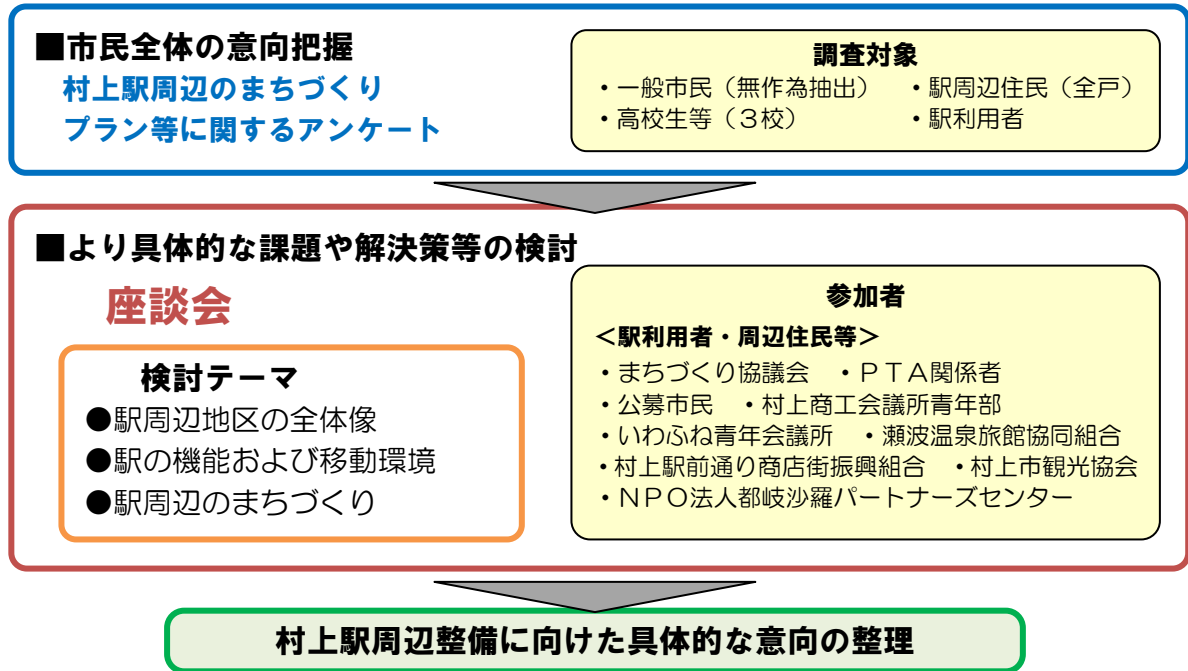 ■市民全体の意向把握
村上駅周辺のまちづくり
プラン等に関するアンケート
調査対象
・一般市民（無作為抽出）　・駅周辺住民（全戸）
・高校生等（３校）　・駅利用者
■より具体的な課題や解決策等の検討
座談会
検討テーマ
●駅周辺地区の全体像
●駅の機能および移動環境
●駅周辺のまちづくり
参加者
＜駅利用者・周辺住民等＞
・まちづくり協議会　・ＰＴＡ関係者
・公募市民　・村上商工会議所青年部
・いわふね青年会議所　・瀬波温泉旅館協同組合
・村上駅前通り商店街振興組合　・村上市観光協会
・ＮＰＯ法人都岐沙羅パートナーズセンター
村上駅周辺整備に向けた具体的な意向の整理